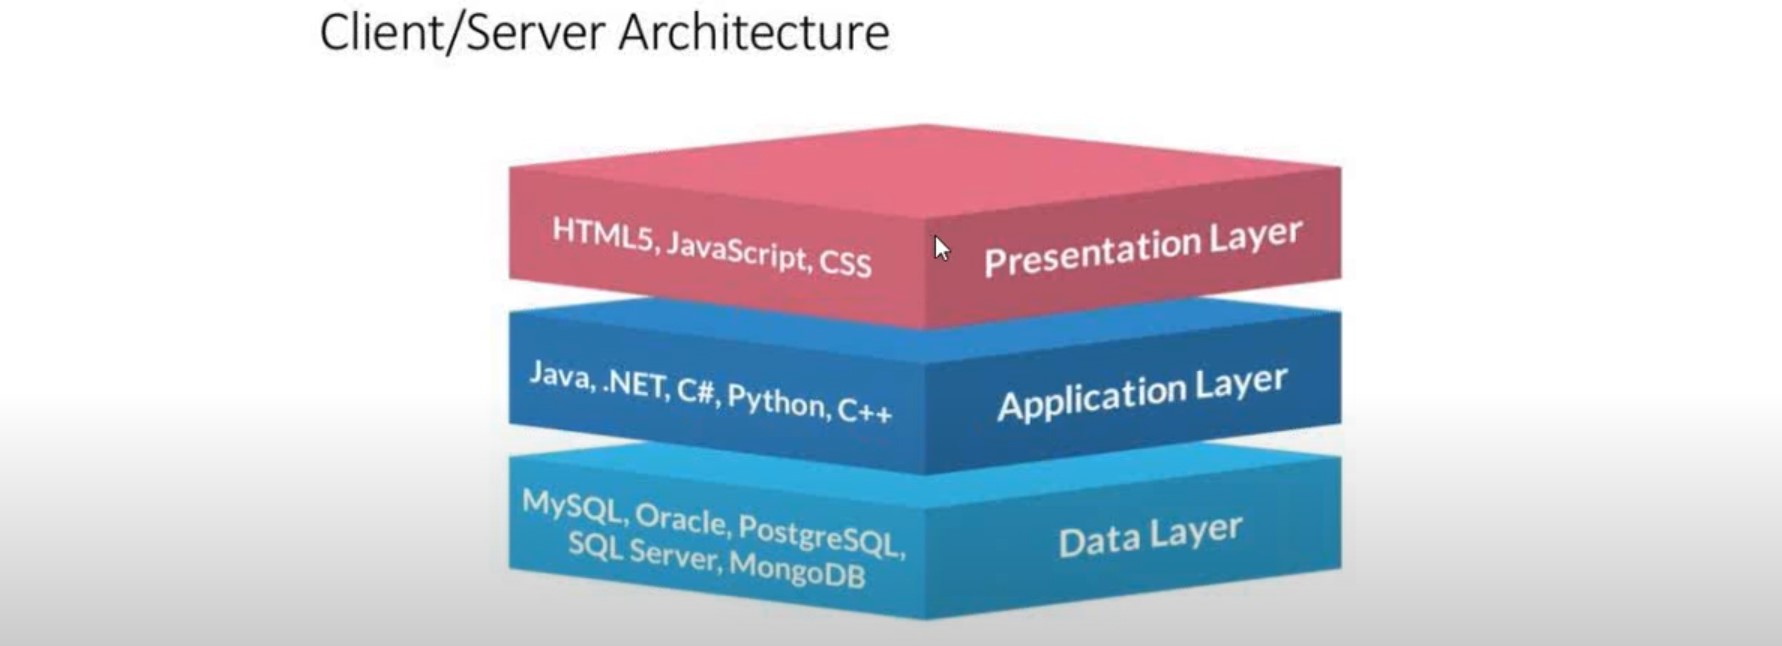 Client/Server Architecture
HTML5, JavaScript, CSS
Presentation Layer
Java, .NET, C#, Python, C++
Application Layer
MySQL, Oracle, PostgreSQL,
SQL Server, MongoDB
Data Layer